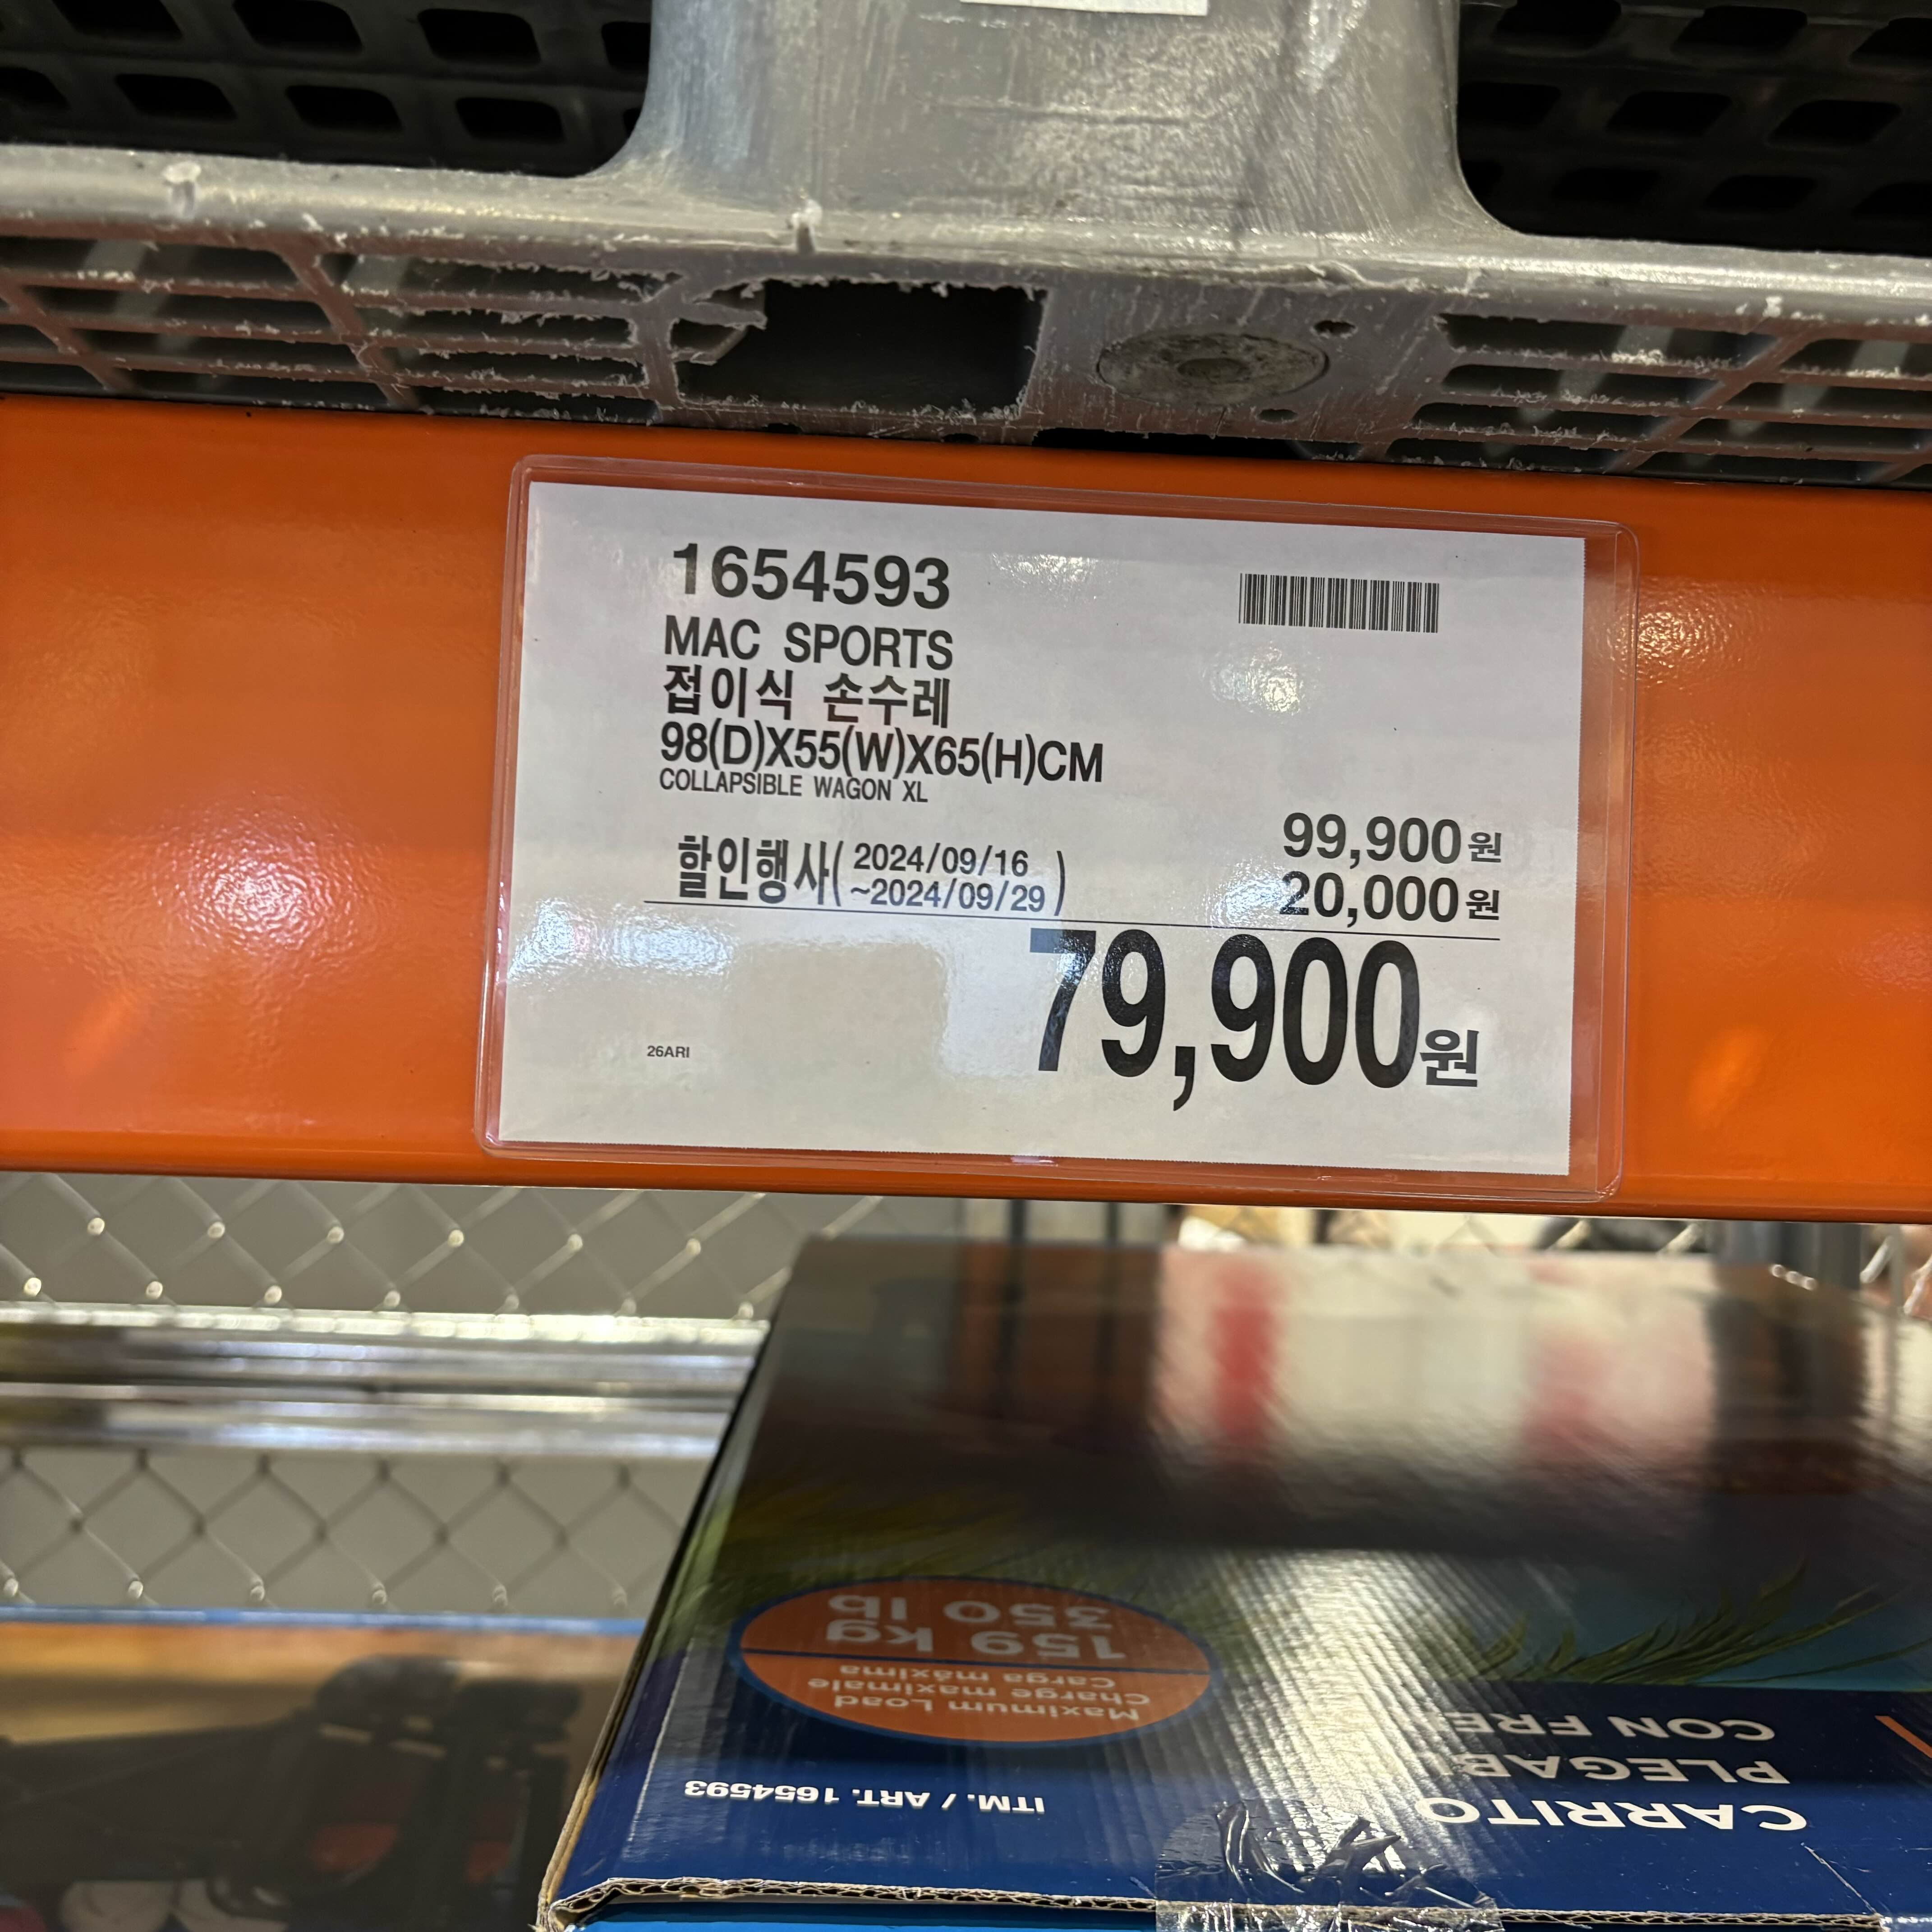 1654593
MAC SPORTS
접이식 손수레
98(D)X55(W)X65(H)CM
COLLAPSIBLE WAGON XL
99,900원
할인행사( 2024/09/16
~2024/09/29 )
20,000원
79,900원
26ARI
CARRITO
PLEGAB
CON FRE
ITM. / ART. 1654593
Maximum Load
Charge maximale
Carga máxima
159 kg
350 lb